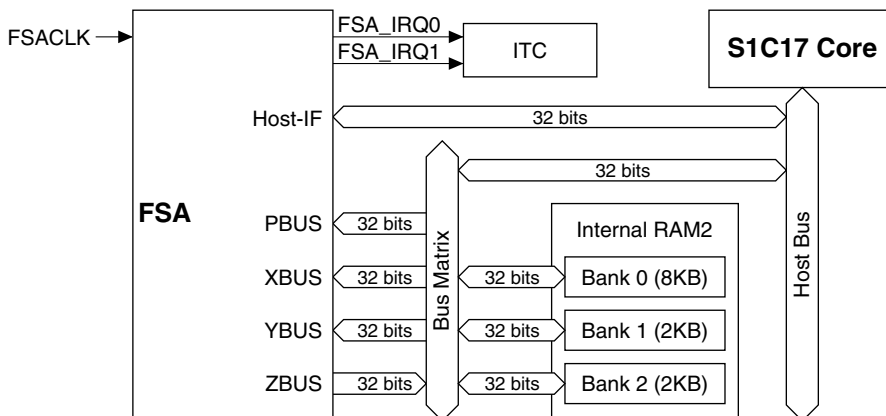 FSACLK
FSA_IRQ0
FSA_IRQ1
ITC
S1C17 Core
Host-IF
32 bits
32 bits
FSA
PBUS
32 bits
Internal RAM2
XBUS
32 bits
32 bits
Bank 0 (8KB)
YBUS
32 bits
32 bits
Bank 1 (2KB)
ZBUS
32 bits
32 bits
Bank 2 (2KB)
Bus Matrix
Host Bus